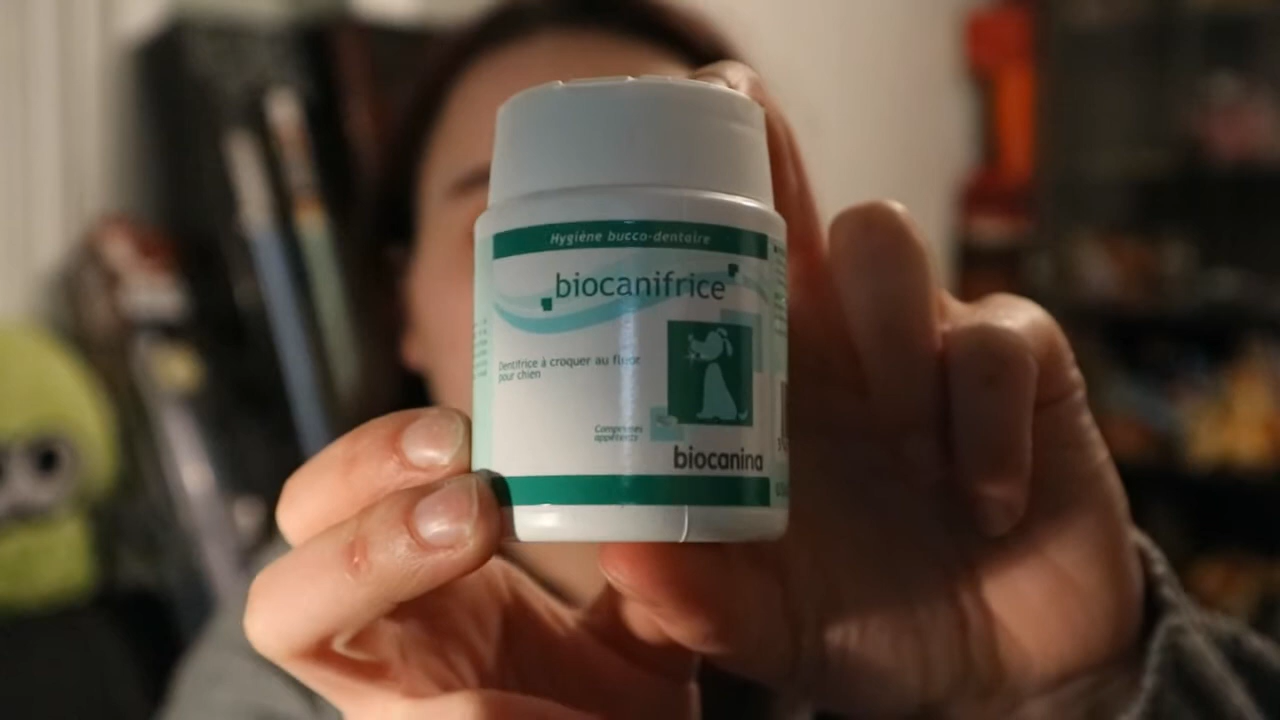 Hygiène bucco-dentaire
biocanifrice
Dentifrice à croquer au fluor
pour chien
Comprimés
appétents
biocanina